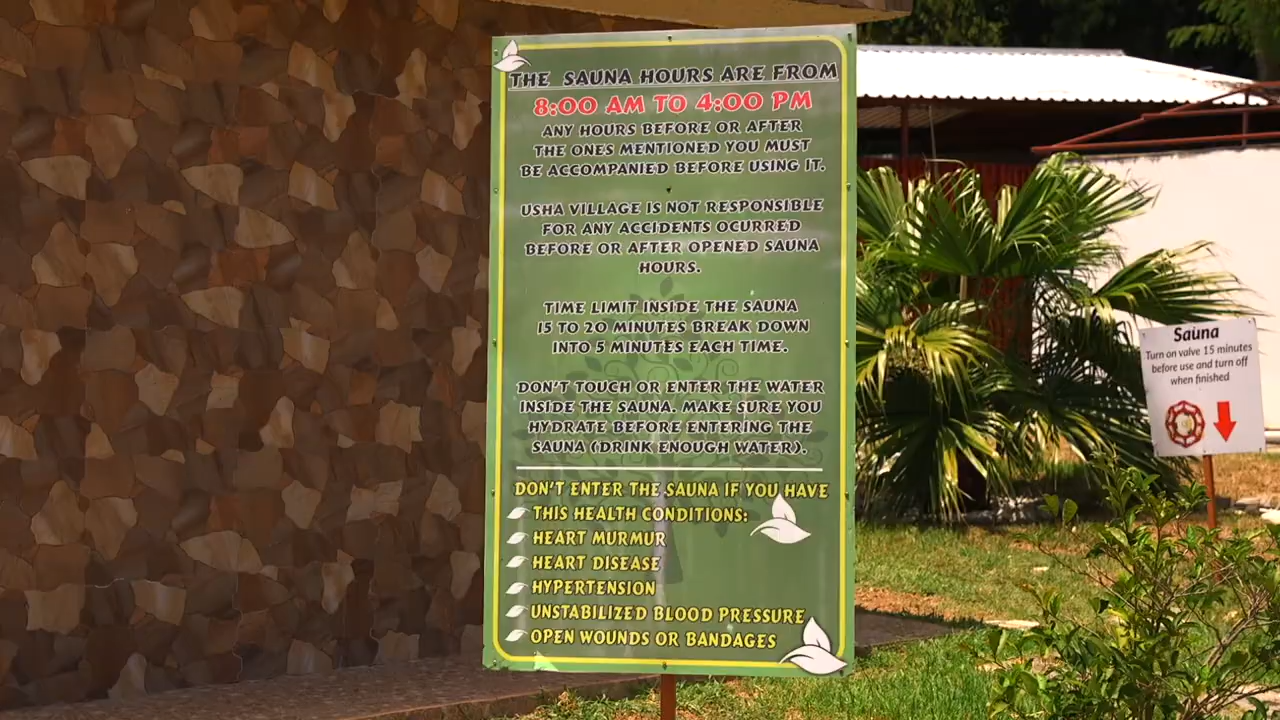 THE SAUNA HOURS ARE FROM
8:00 AM TO 4:00 PM
ANY HOURS BEFORE OR AFTER
THE ONES MENTIONED YOU MUST
BE ACCOMPANIED BEFORE USING IT.
USHA VILLAGE IS NOT RESPONSIBLE
FOR ANY ACCIDENTS OCURRED
BEFORE OR AFTER OPENED SAUNA
HOURS.
TIME LIMIT INSIDE THE SAUNA
15 TO 20 MINUTES BREAK DOWN
INTO 5 MINUTES EACH TIME.
DON'T TOUCH OR ENTER THE WATER
INSIDE THE SAUNA. MAKE SURE YOU
HYDRATE BEFORE ENTERING THE
SAUNA (DRINK ENOUGH WATER).
DON'T ENTER THE SAUNA IF YOU HAVE
THIS HEALTH CONDITIONS:
HEART MURMUR
HEART DISEASE
HYPERTENSION
UNSTABILIZED BLOOD PRESSURE
OPEN WOUNDS OR BANDAGES
Sauna
Turn on valve 15 minutes
before use and turn off
when finished